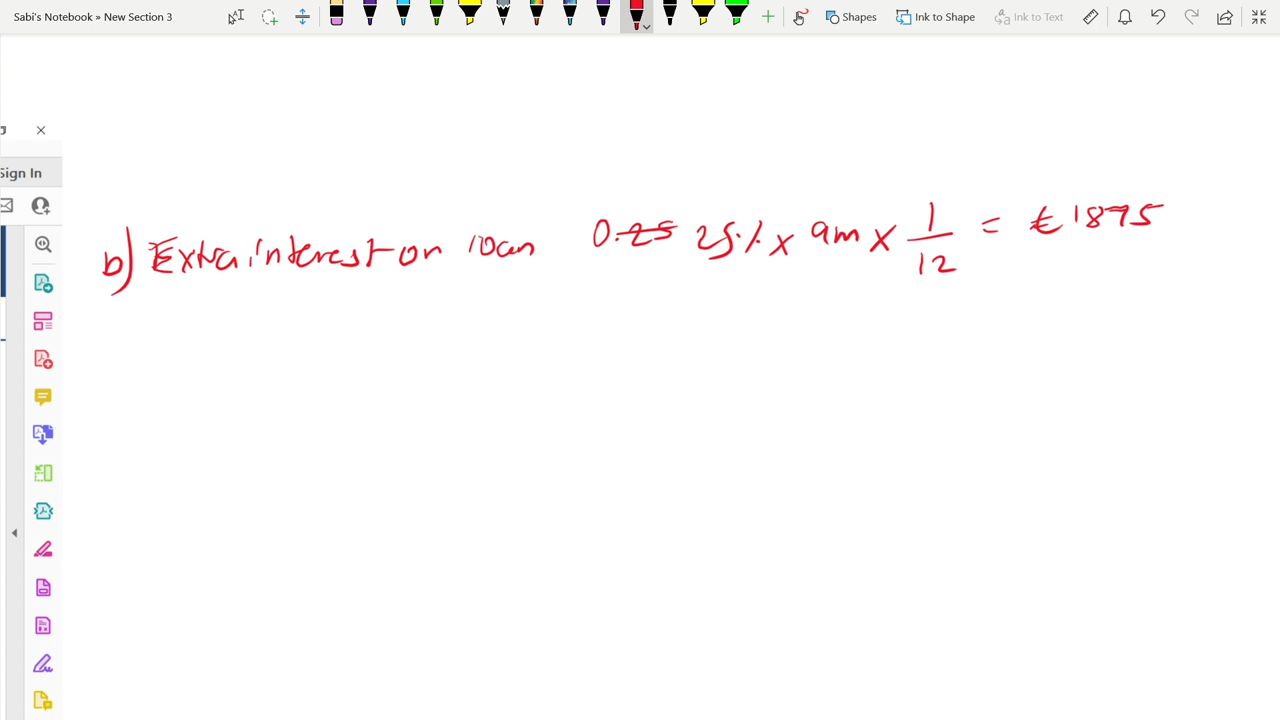 Sabi's Notebook » New Section 3
Shapes
Ink to Shape
Ink to Text
Sign In
b) Extra interest on loan 0.25 25% x 9m x 1/12 = €1875